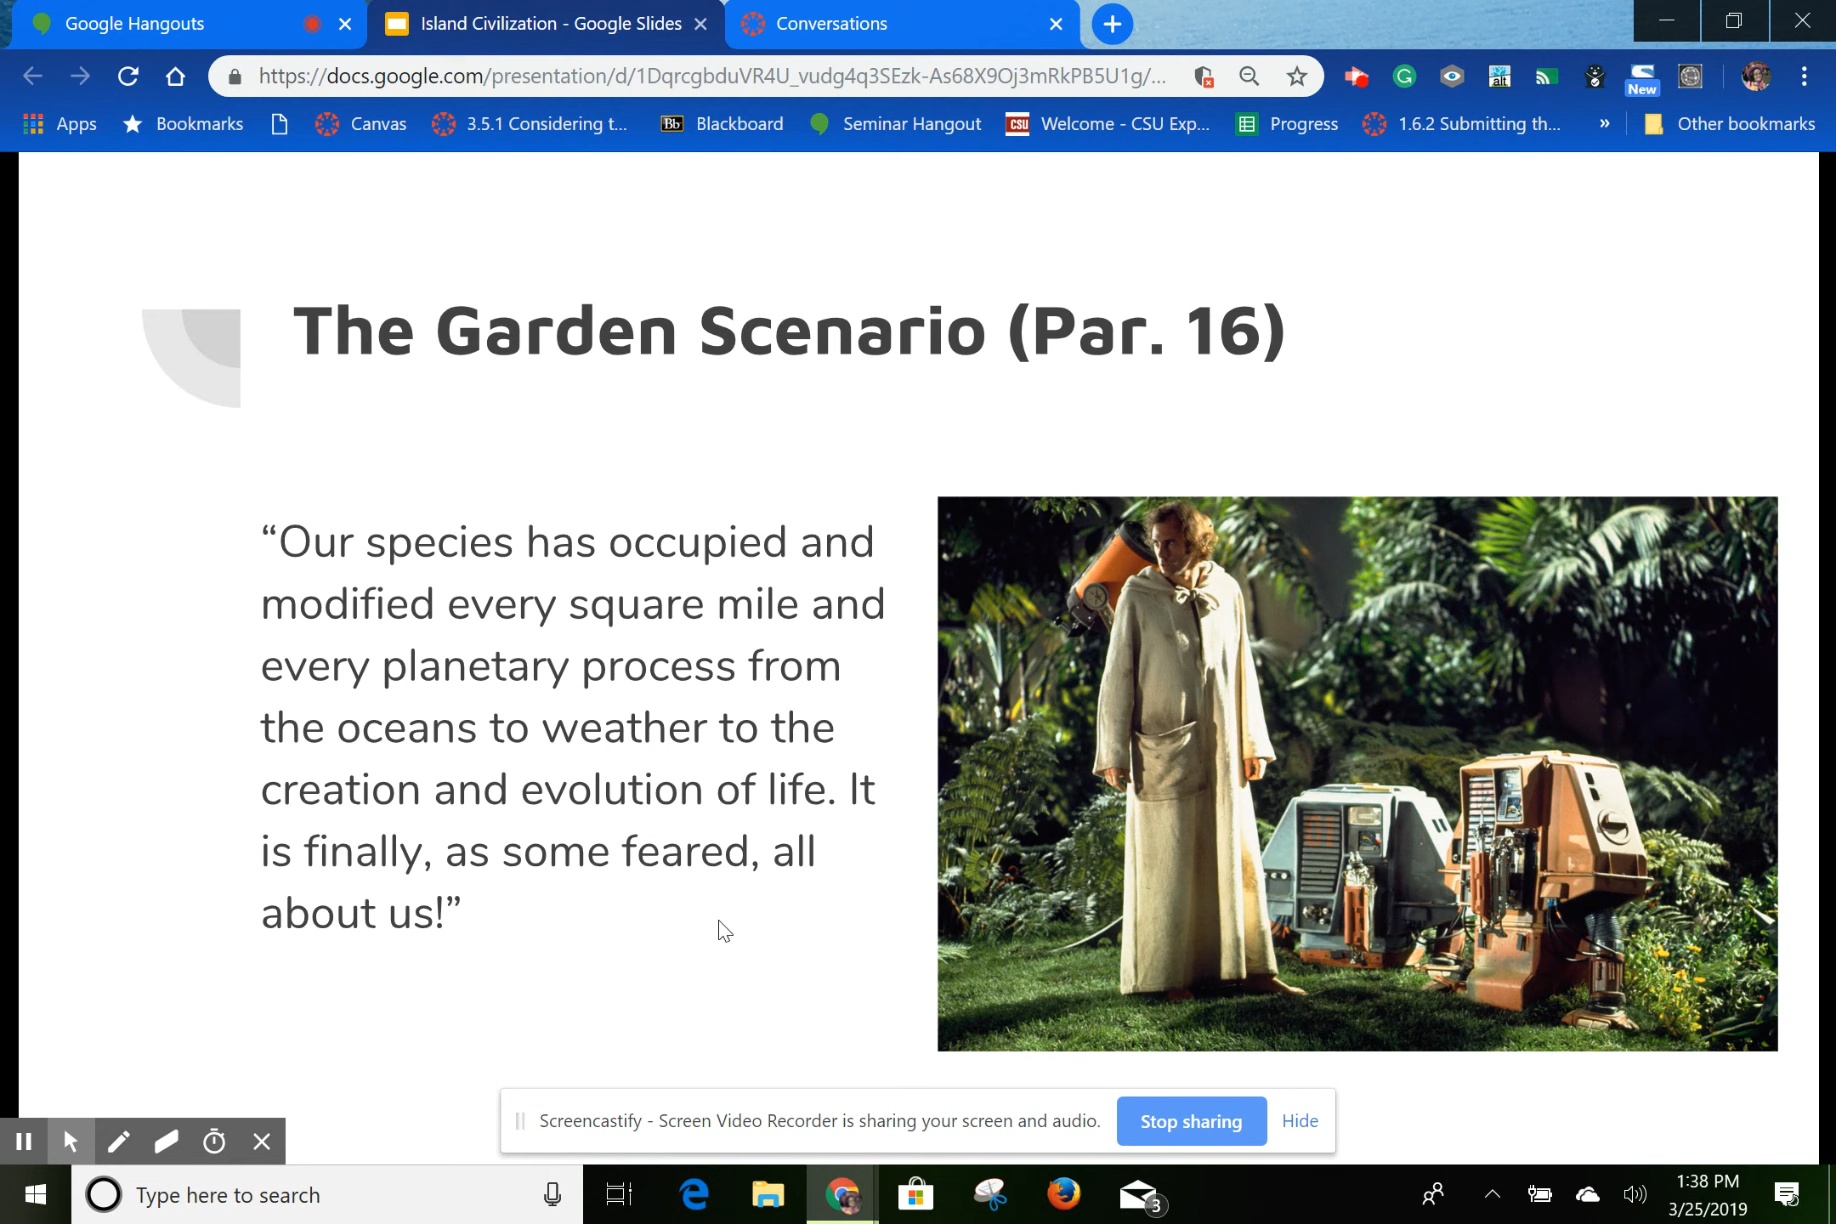 Google Hangouts
Island Civilization - Google Slides
Conversations
https://docs.google.com/presentation/d/1DqrcgbduVR4U_vudg4q3SEzk-As68X9Oj3mRkPB5U1g/...
alt
New
Apps
Bookmarks
Canvas
3.5.1 Considering t...
Bb
Blackboard
Seminar Hangout
CSU
Welcome - CSU Exp...
Progress
1.6.2 Submitting th...
»
Other bookmarks
The Garden Scenario (Par. 16)
“Our species has occupied and
modified every square mile and
every planetary process from
the oceans to weather to the
creation and evolution of life. It
is finally, as some feared, all
about us!”
Screencastify - Screen Video Recorder is sharing your screen and audio.
Stop sharing
Hide
Type here to search
3
1:38 PM
3/25/2019